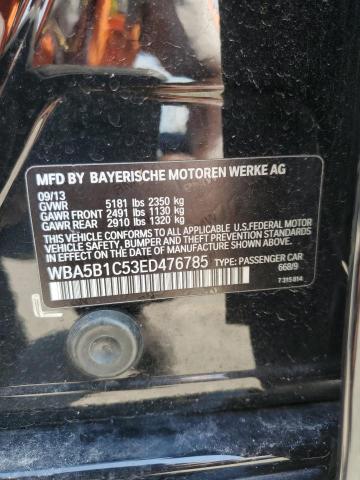 MFD BY BAYERISCHE MOTOREN WERKE AG
09/13
GVWR 5181 lbs 2350 kg
GAWR FRONT 2491 lbs 1130 kg
GAWR REAR 2910 lbs 1320 kg
THIS VEHICLE CONFORMS TO ALL APPLICABLE U.S. FEDERAL MOTOR
VEHICLE SAFETY, BUMPER, AND THEFT PREVENTION STANDARDS IN
EFFECT ON THE DATE OF MANUFACTURE SHOWN ABOVE.
WBA5B1C53ED476785 TYPE: PASSENGER CAR
668/9
7 315 814